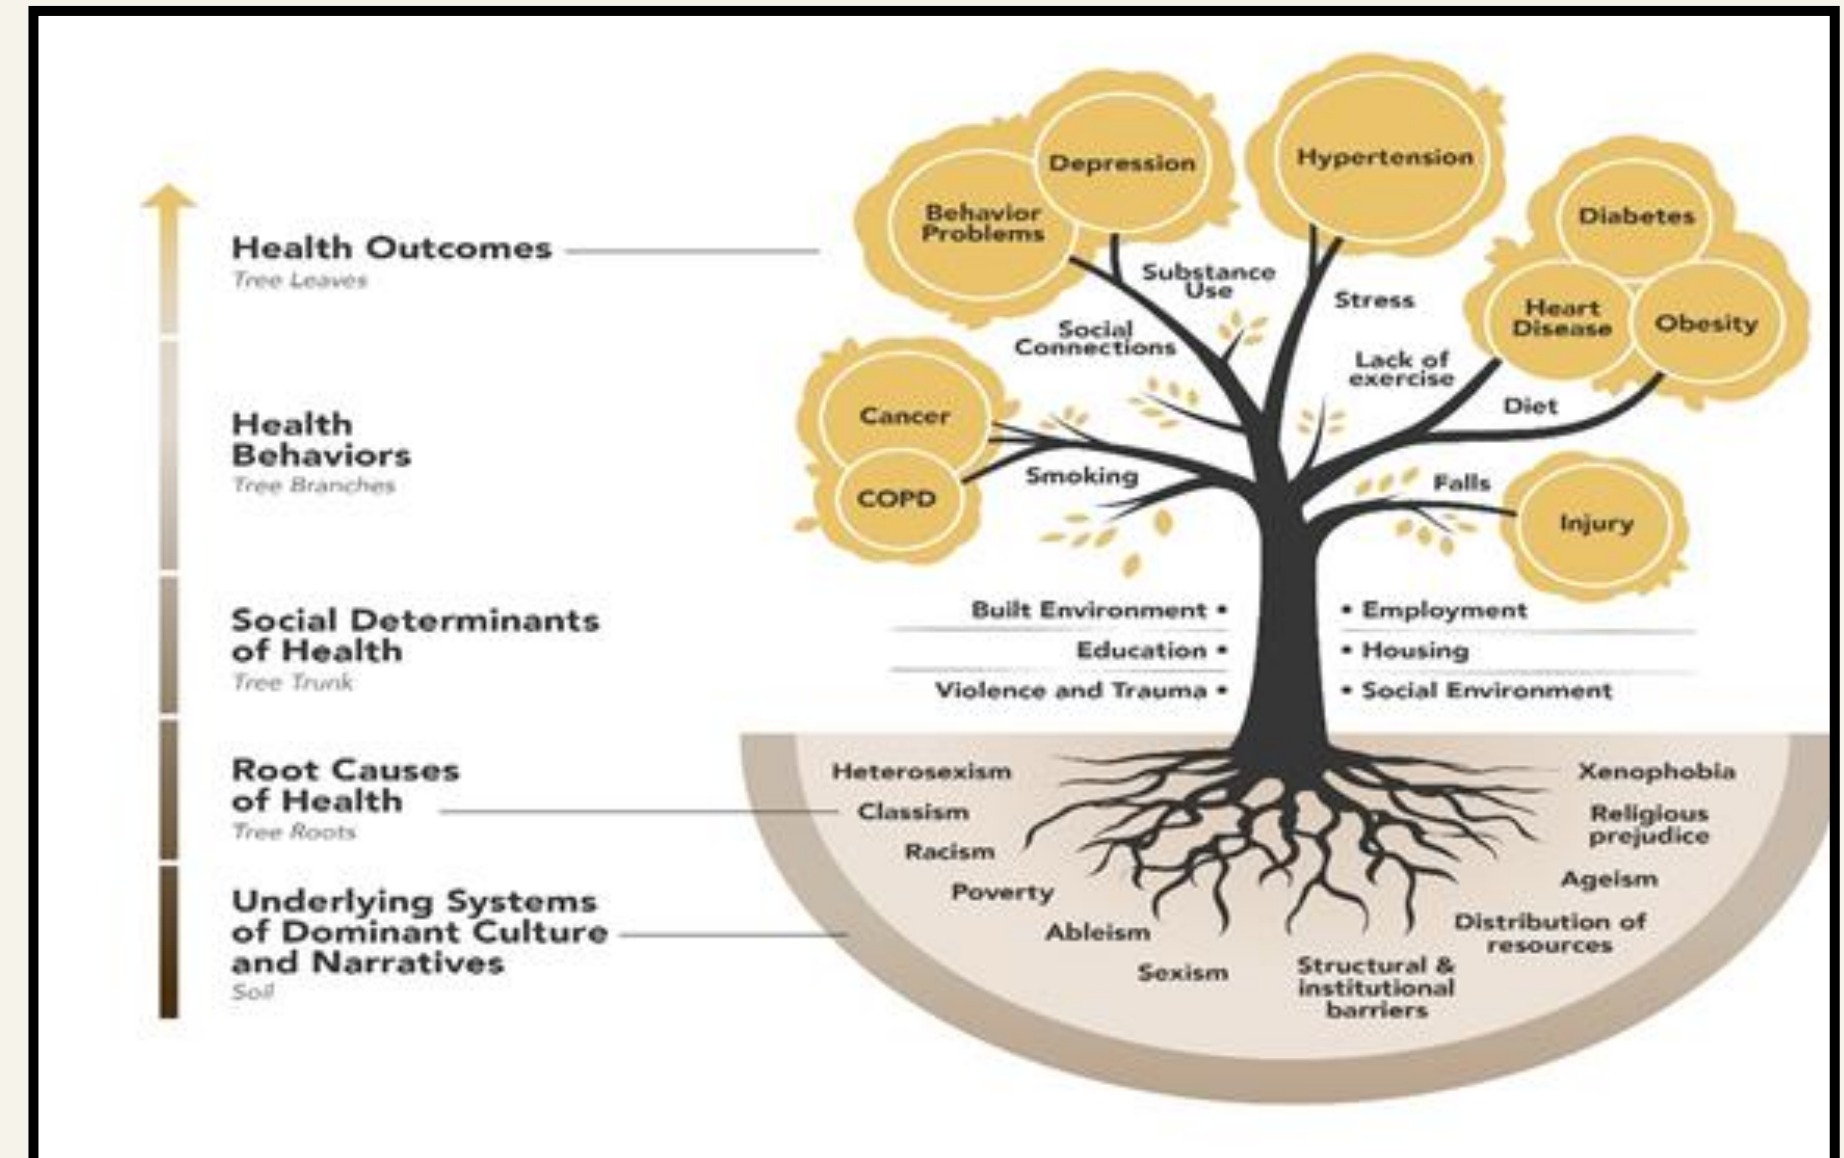 Health Outcomes
Tree Leaves
Health
Behaviors
Tree Branches
Social Determinants
of Health
Tree Trunk
Root Causes
of Health
Tree Roots
Underlying Systems
of Dominant Culture
and Narratives
Soil
Depression
Behavior
Problems
Hypertension
Diabetes
Heart
Disease
Obesity
Substance
Use
Stress
Social
Connections
Lack of
exercise
Diet
Cancer
COPD
Smoking
Falls
Injury
Built Environment •
• Employment
Education •
• Housing
Violence and Trauma •
• Social Environment
Heterosexism
Classism
Racism
Poverty
Ableism
Sexism
Structural &
institutional
barriers
Distribution of
resources
Ageism
Religious
prejudice
Xenophobia